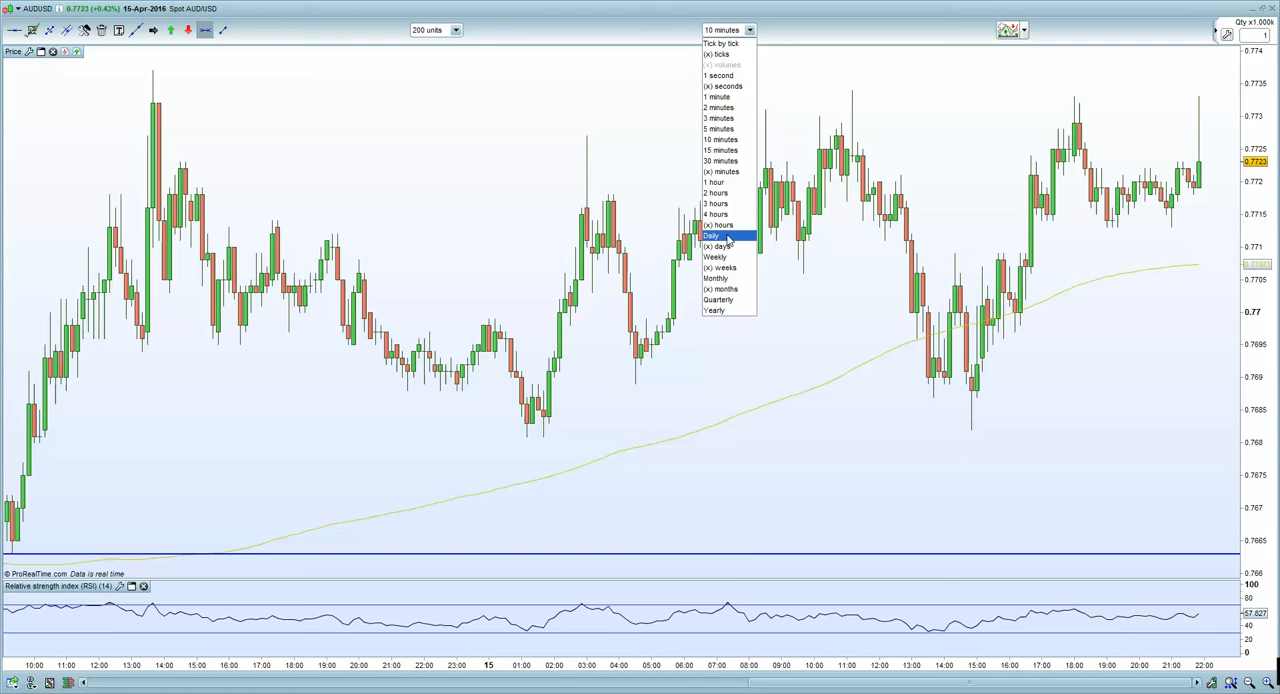 AUDUSD 0.7723 (+0.43%) 15-Apr-2016 Spot AUD/USD
200 units
10 minutes
Qty x1,000k
1
Price
Tick by tick
(x) ticks
(x) volumes
1 second
(x) seconds
1 minute
2 minutes
3 minutes
5 minutes
10 minutes
15 minutes
30 minutes
(x) minutes
1 hour
2 hours
3 hours
4 hours
(x) hours
Daily
(x) days
Weekly
(x) weeks
Monthly
(x) months
Quarterly
Yearly
0.774
0.7735
0.773
0.7725
0.7723
0.772
0.7715
0.771
0.7705
0.77
0.7695
0.769
0.7685
0.768
0.7675
0.767
0.7665
0.766
© ProRealTime.com Data is real time
Relative strength index (RSI) (14)
100
80
57.827
40
20
0
10:00 11:00 12:00 13:00 14:00 15:00 16:00 17:00 18:00 19:00 20:00 21:00 22:00 23:00 15 01:00 02:00 03:00 04:00 05:00 06:00 07:00 08:00 09:00 10:00 11:00 12:00 13:00 14:00 15:00 16:00 17:00 18:00 19:00 20:00 21:00 22:00